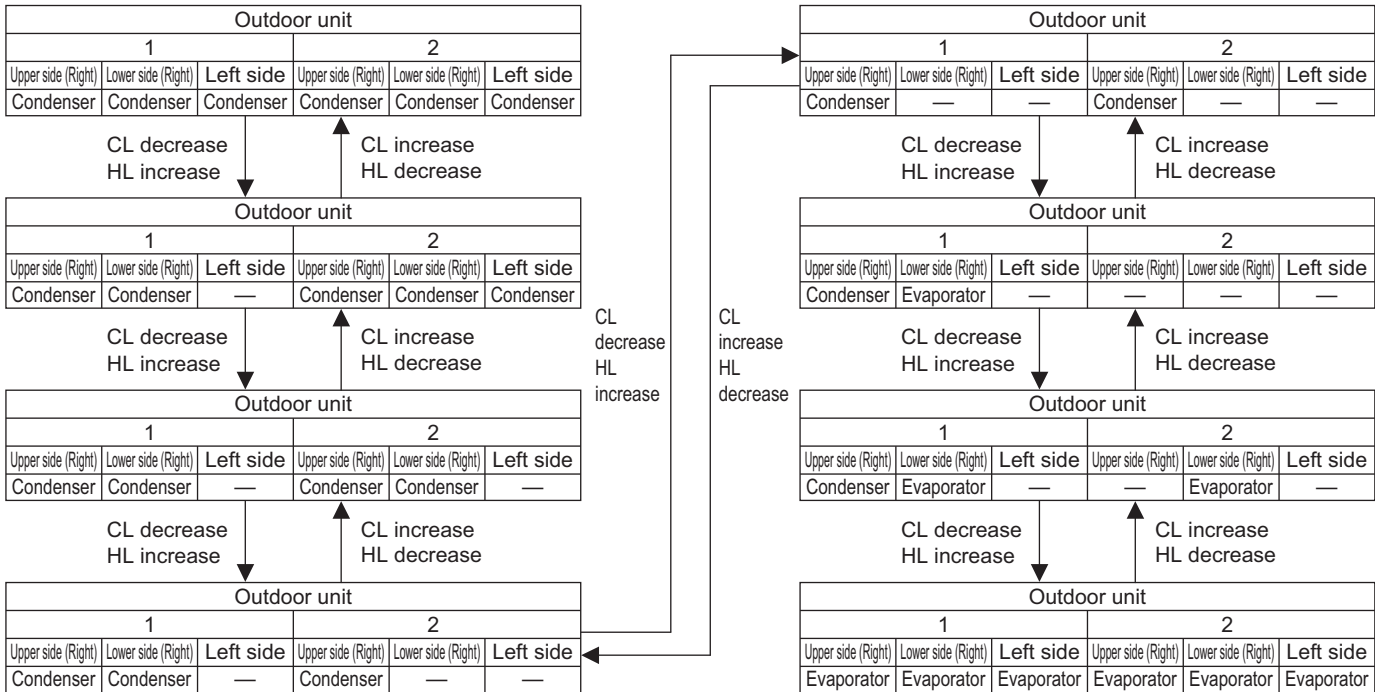 Outdoor unit
1 2
Upper side (Right) Lower side (Right) Left side Upper side (Right) Lower side (Right) Left side
Condenser Condenser Condenser Condenser Condenser Condenser
CL decrease CL increase
HL increase HL decrease
Outdoor unit
1 2
Upper side (Right) Lower side (Right) Left side Upper side (Right) Lower side (Right) Left side
Condenser Condenser — Condenser Condenser Condenser
CL decrease CL increase
HL increase HL decrease
Outdoor unit
1 2
Upper side (Right) Lower side (Right) Left side Upper side (Right) Lower side (Right) Left side
Condenser Condenser — Condenser Condenser —
CL decrease CL increase
HL increase HL decrease
Outdoor unit
1 2
Upper side (Right) Lower side (Right) Left side Upper side (Right) Lower side (Right) Left side
Condenser Condenser — Condenser — —
CL
decrease
HL
increase
CL
increase
HL
decrease
Outdoor unit
1 2
Upper side (Right) Lower side (Right) Left side Upper side (Right) Lower side (Right) Left side
Condenser — — Condenser — —
CL decrease CL increase
HL increase HL decrease
Outdoor unit
1 2
Upper side (Right) Lower side (Right) Left side Upper side (Right) Lower side (Right) Left side
Condenser Evaporator — — — —
CL decrease CL increase
HL increase HL decrease
Outdoor unit
1 2
Upper side (Right) Lower side (Right) Left side Upper side (Right) Lower side (Right) Left side
Condenser Evaporator — — Evaporator —
CL decrease CL increase
HL increase HL decrease
Outdoor unit
1 2
Upper side (Right) Lower side (Right) Left side Upper side (Right) Lower side (Right) Left side
Evaporator Evaporator Evaporator Evaporator Evaporator Evaporator